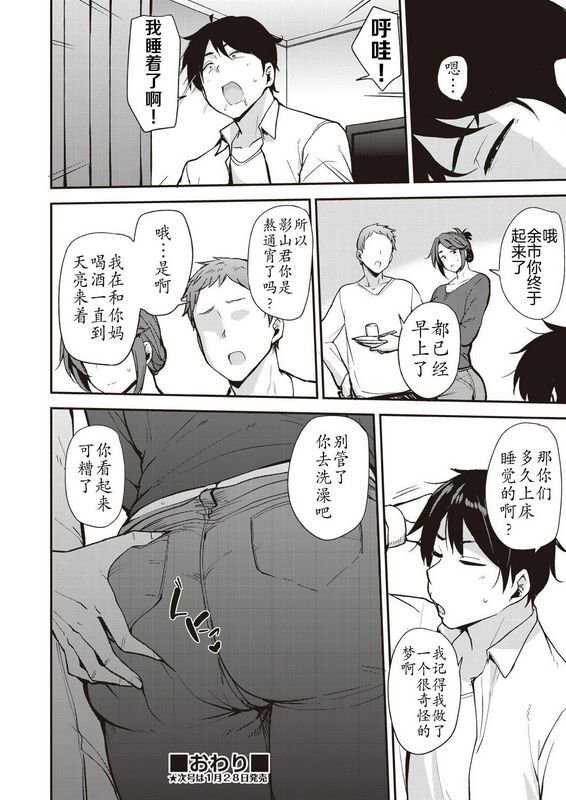 嗯…
呼哇！
我睡
着了啊！
哦
余市你终于
起来了
都已经
早上了
所以
影山君你是
熬通宵了吗?
哦…是啊
我在和你妈
喝酒一直到
天亮来着
那你们
多久上床
睡觉的啊?
我记得我做了
一个很奇怪的
梦啊
别管了
你去洗澡吧
你看起来
可糟了
■おわり■
★次号は1月28日発売